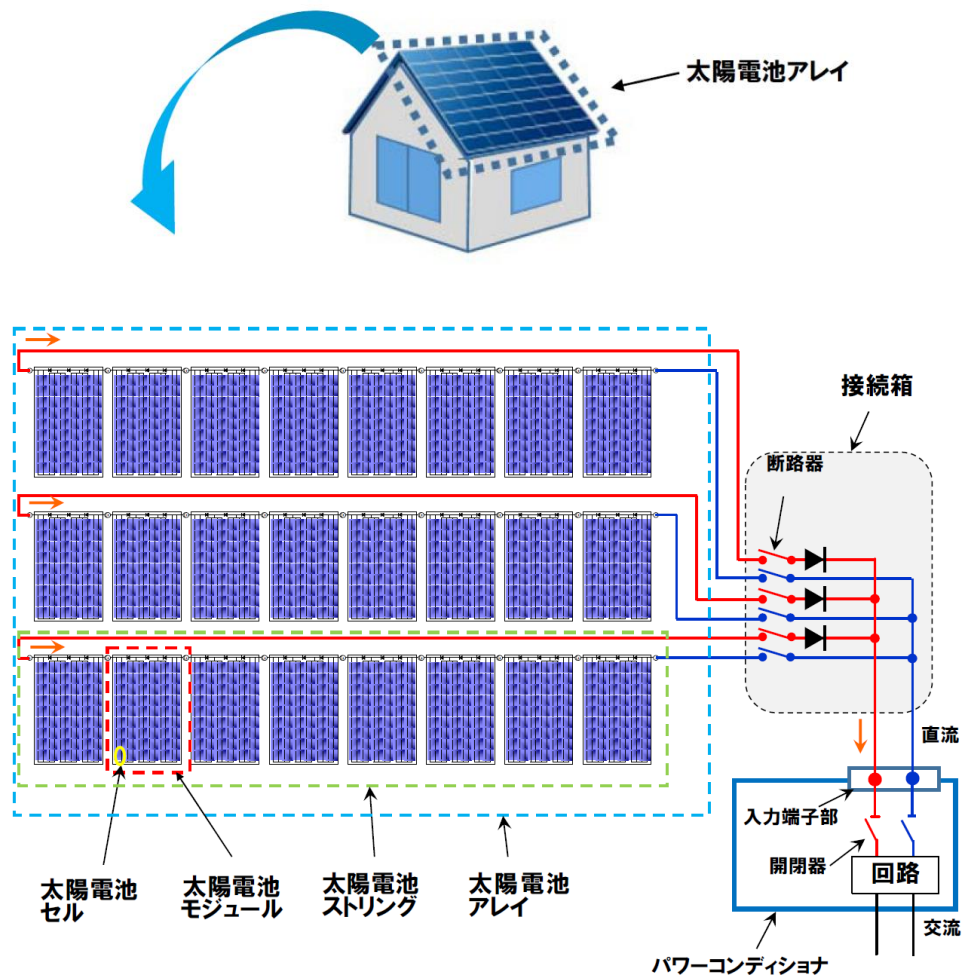 太陽電池アレイ
接続箱
断路器
直流
入力端子部
開閉器
回路
交流
パワーコンディショナ
太陽電池
セル
太陽電池
モジュール
太陽電池
ストリング
太陽電池
アレイ